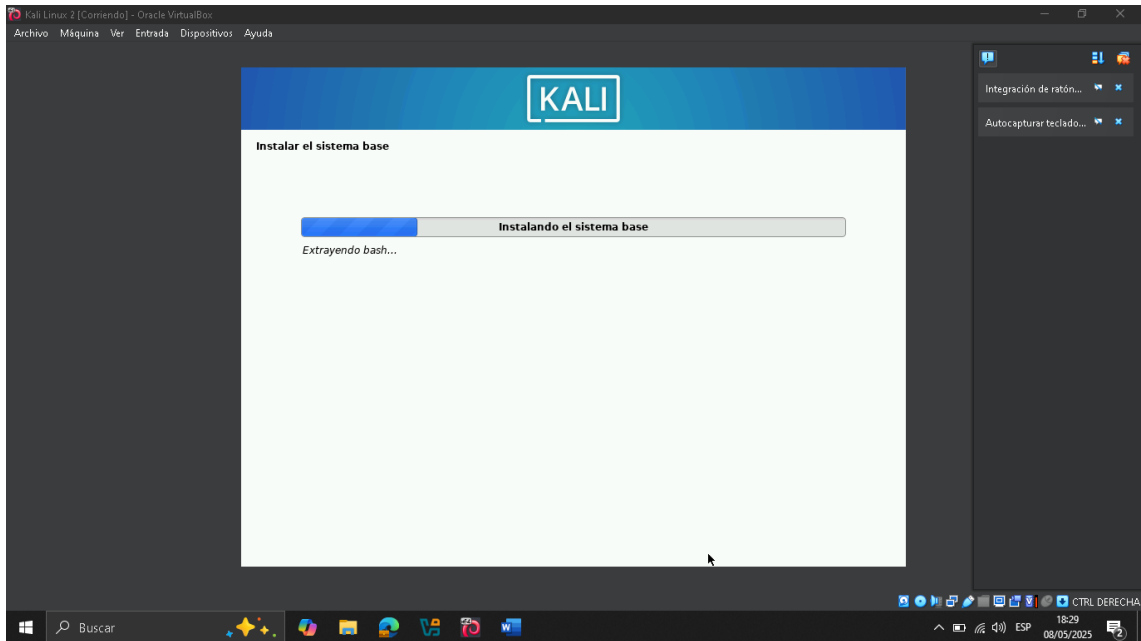 Kali Linux 2 [Corriendo] - Oracle VirtualBox
Archivo Máquina Ver Entrada Dispositivos Ayuda
KALI
Integración de ratón...
Autocapturar teclado...
Instalar el sistema base
Instalando el sistema base
Extrayendo bash...
CTRL DERECHA
Buscar
ESP
18:29
08/05/2025
2